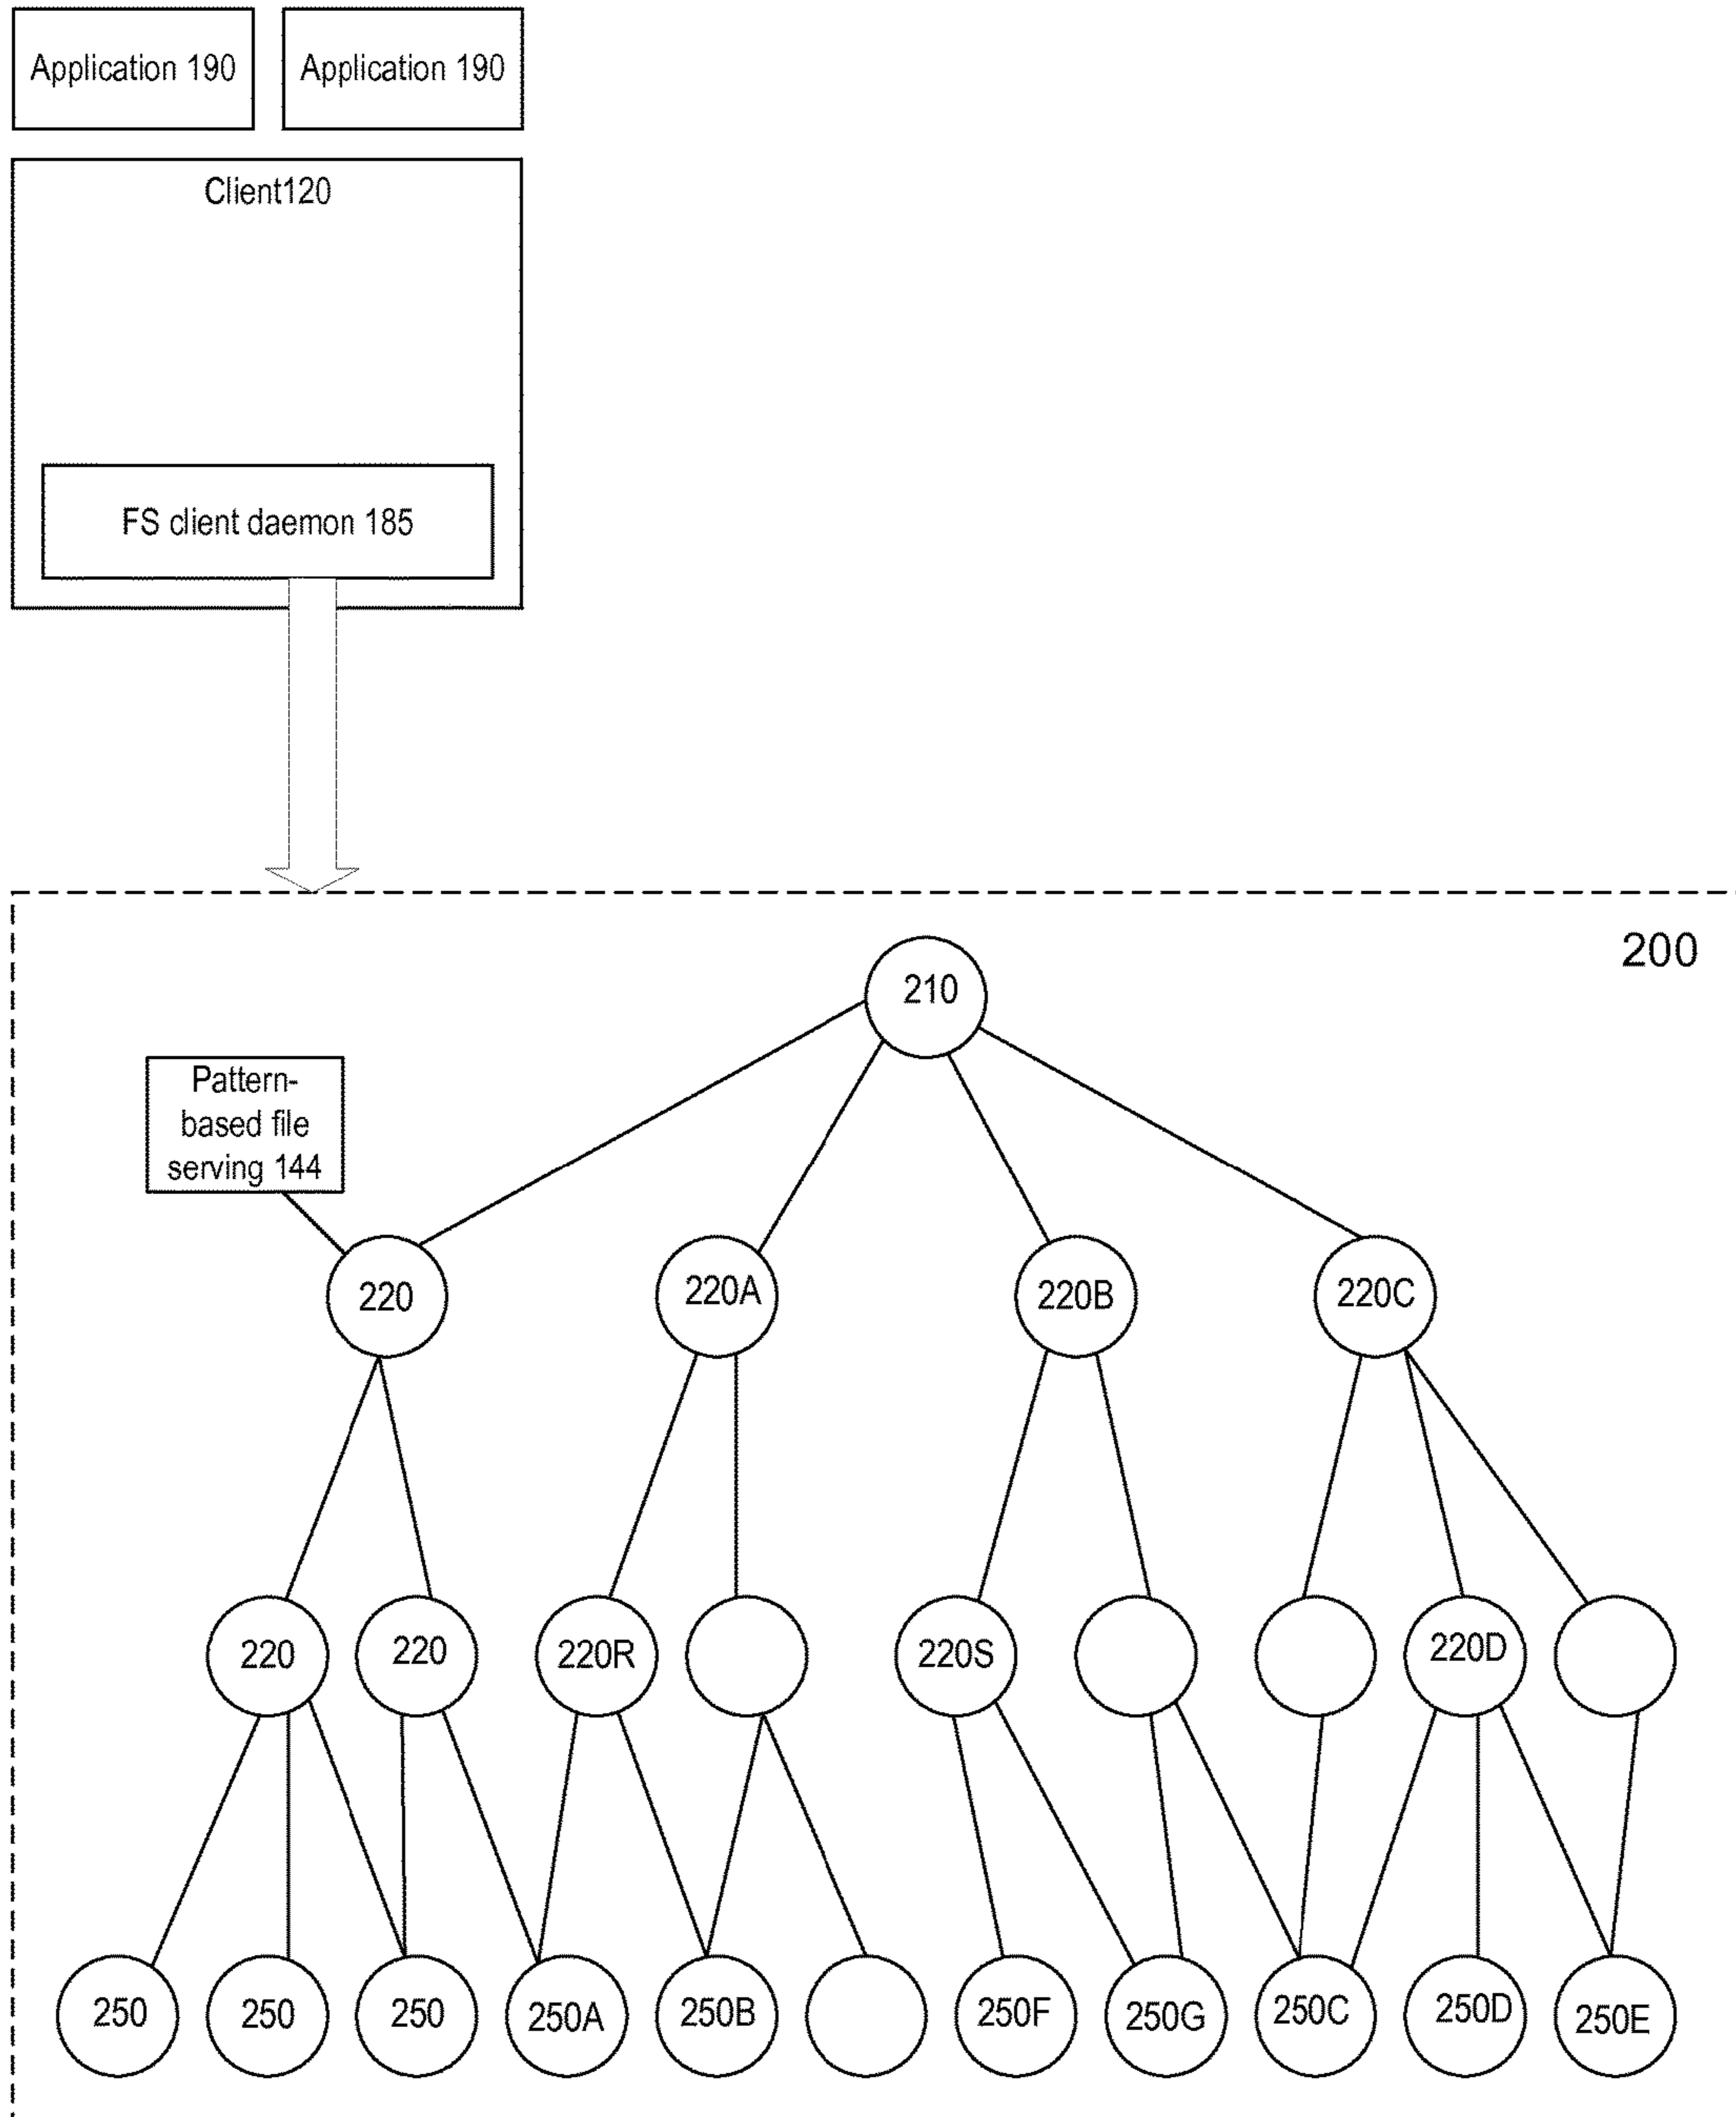 Application 190
Application 190
Client120
FS client daemon 185
200
210
Pattern-
based file
serving 144
220
220A
220B
220C
220
220
220R
220S
220D
250
250
250
250A
250B
250F
250G
250C
250D
250E